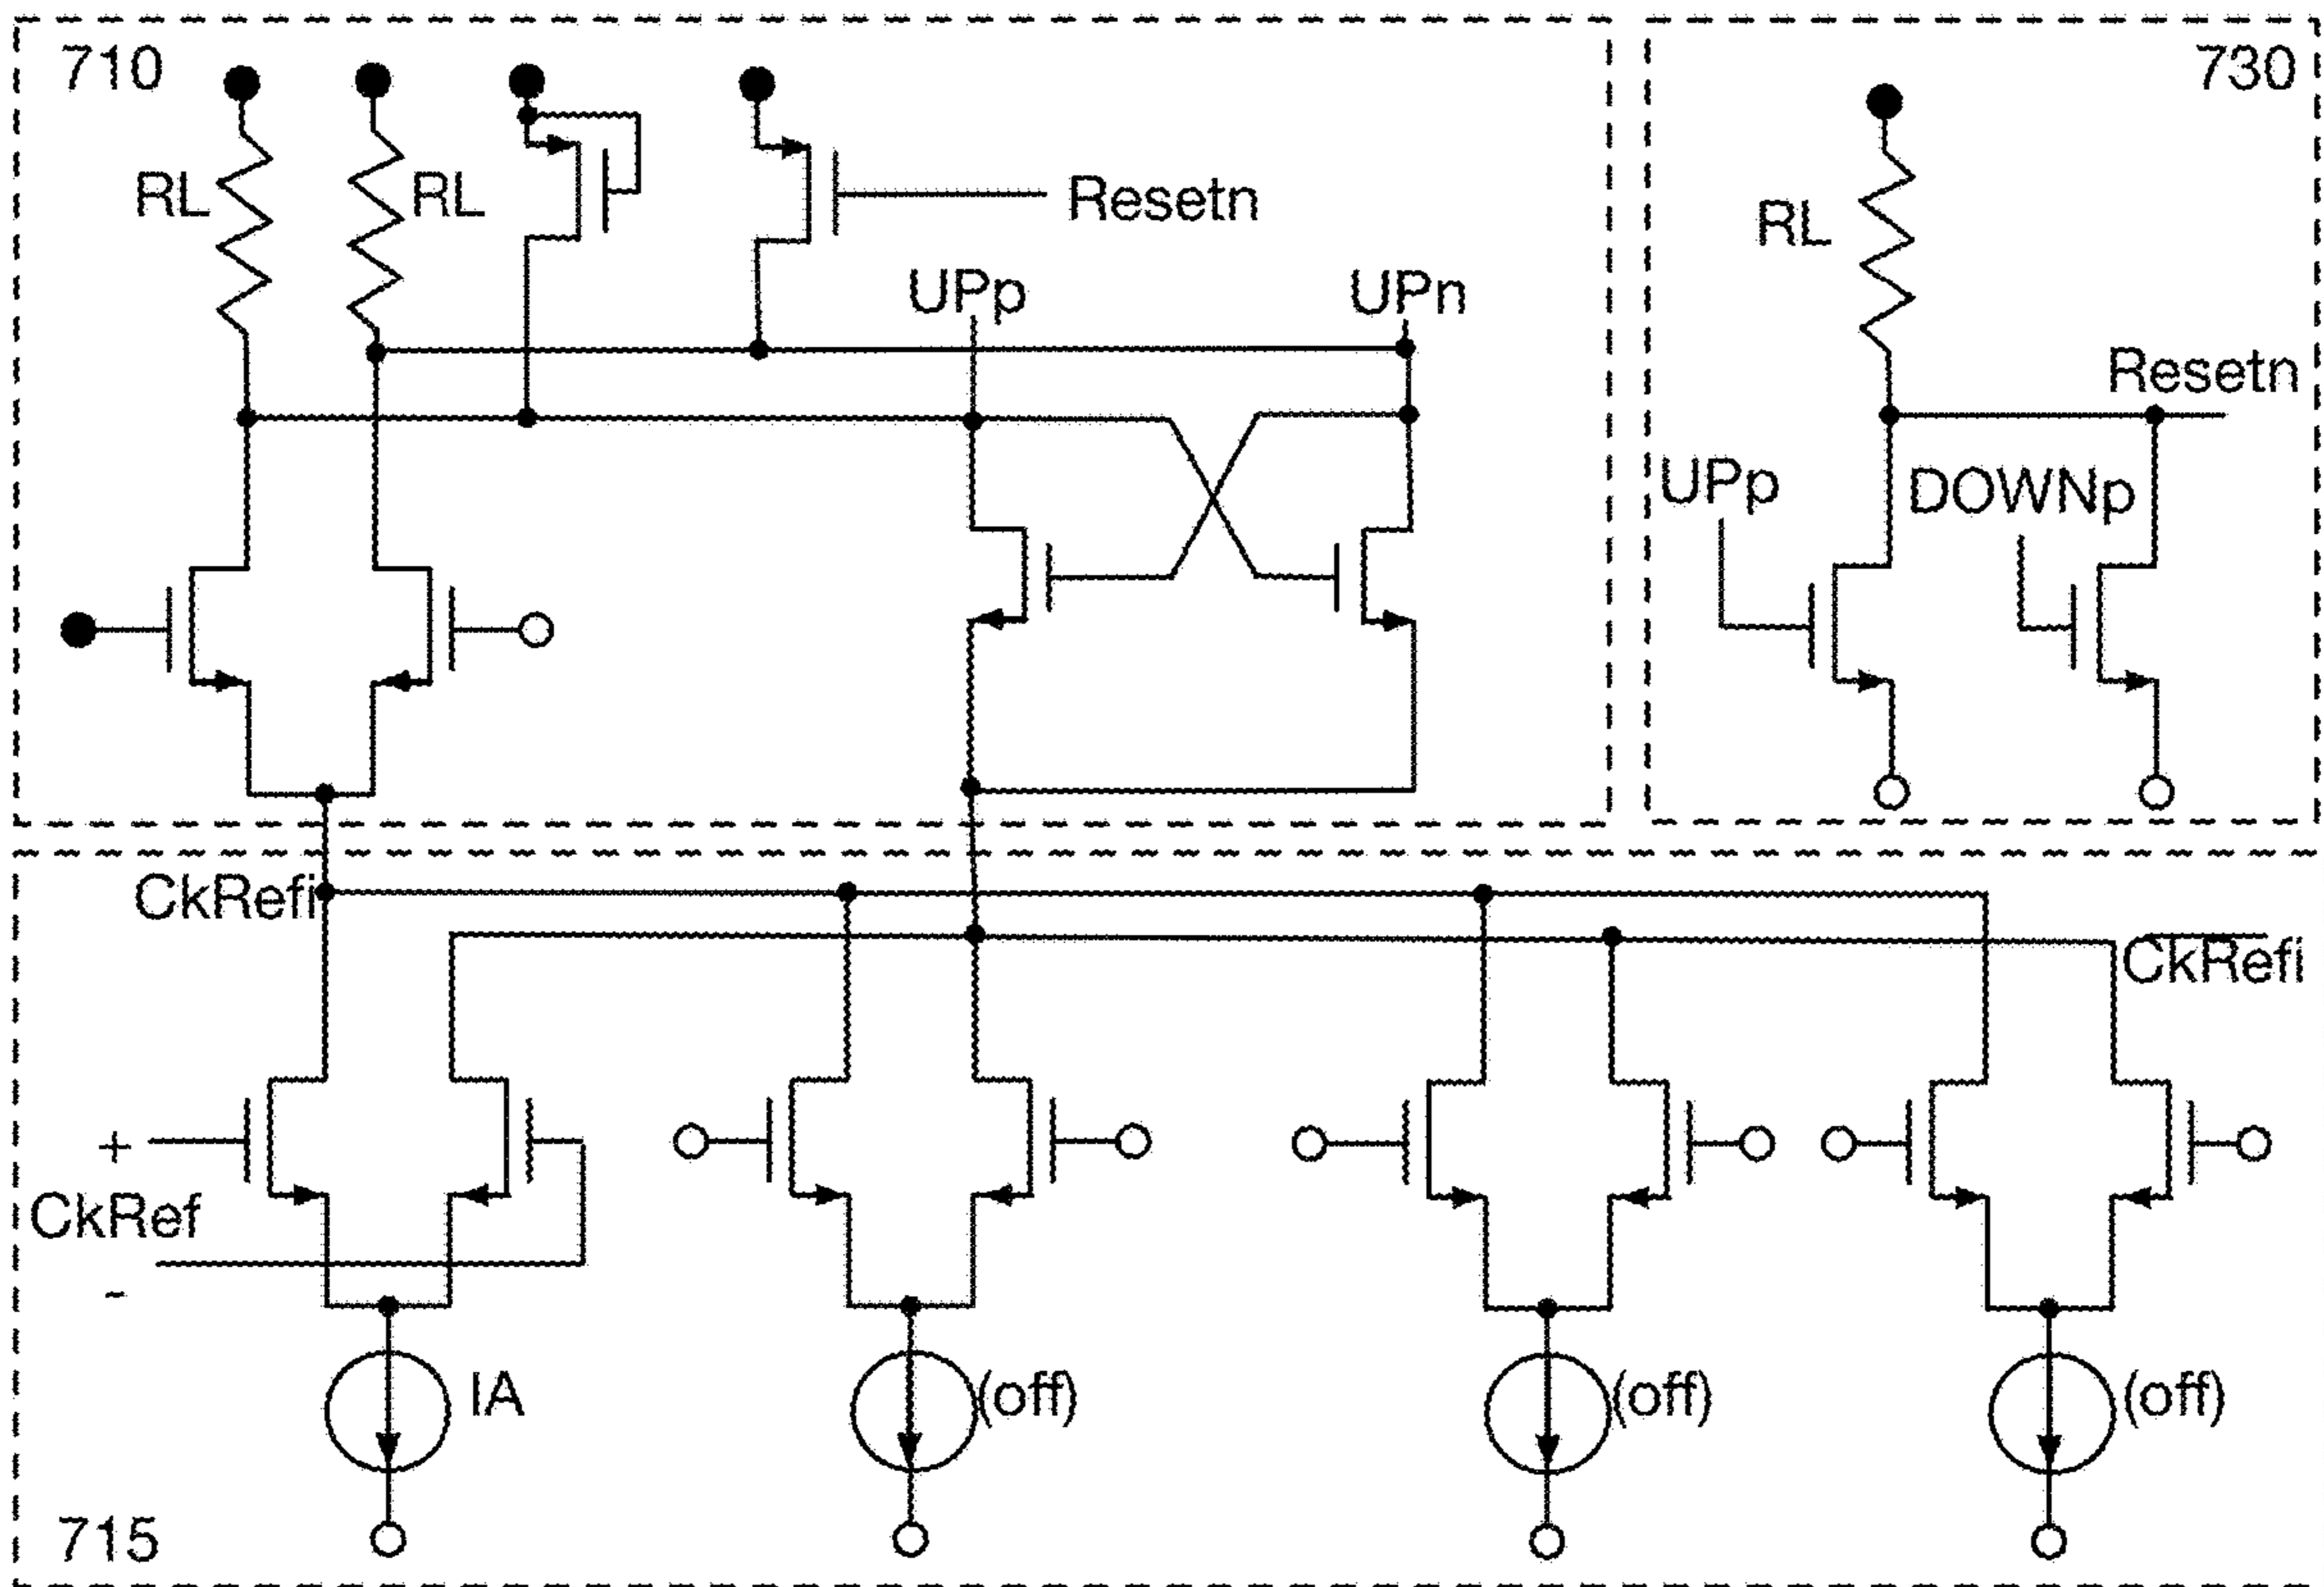 710
730
RL
RL
Resetn
RL
UPp
UPn
Resetn
UPp
DOWNp
CkRefi
CkRefi
+
CkRef
-
IA
(off)
(off)
(off)
715